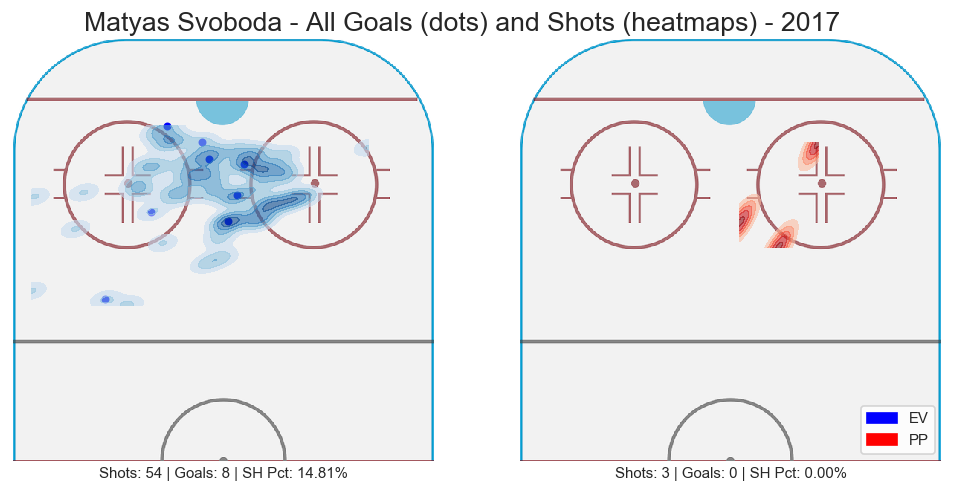 Matyas Svoboda - All Goals (dots) and Shots (heatmaps) - 2017
EV
PP
Shots: 54 | Goals: 8 | SH Pct: 14.81%
Shots: 3 | Goals: 0 | SH Pct: 0.00%